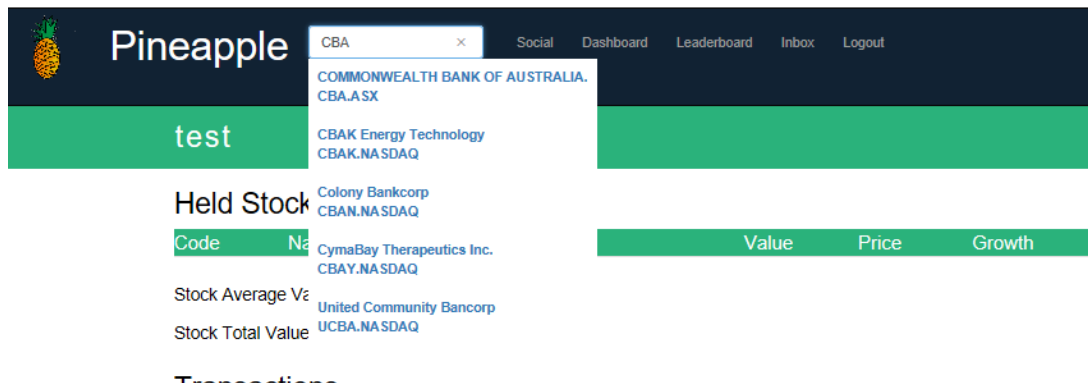 Pineapple
CBA
×
Social
Dashboard
Leaderboard
Inbox
Logout
COMMONWEALTH BANK OF AUSTRALIA.
CBA.ASX
CBAK Energy Technology
CBAK.NASDAQ
Colony Bankcorp
CBAN.NASDAQ
CymaBay Therapeutics Inc.
CBAY.NASDAQ
United Community Bancorp
UCBA.NASDAQ
test
Held Stock
Code Na Value Price Growth
Stock Average Va
Stock Total Value
Transactions